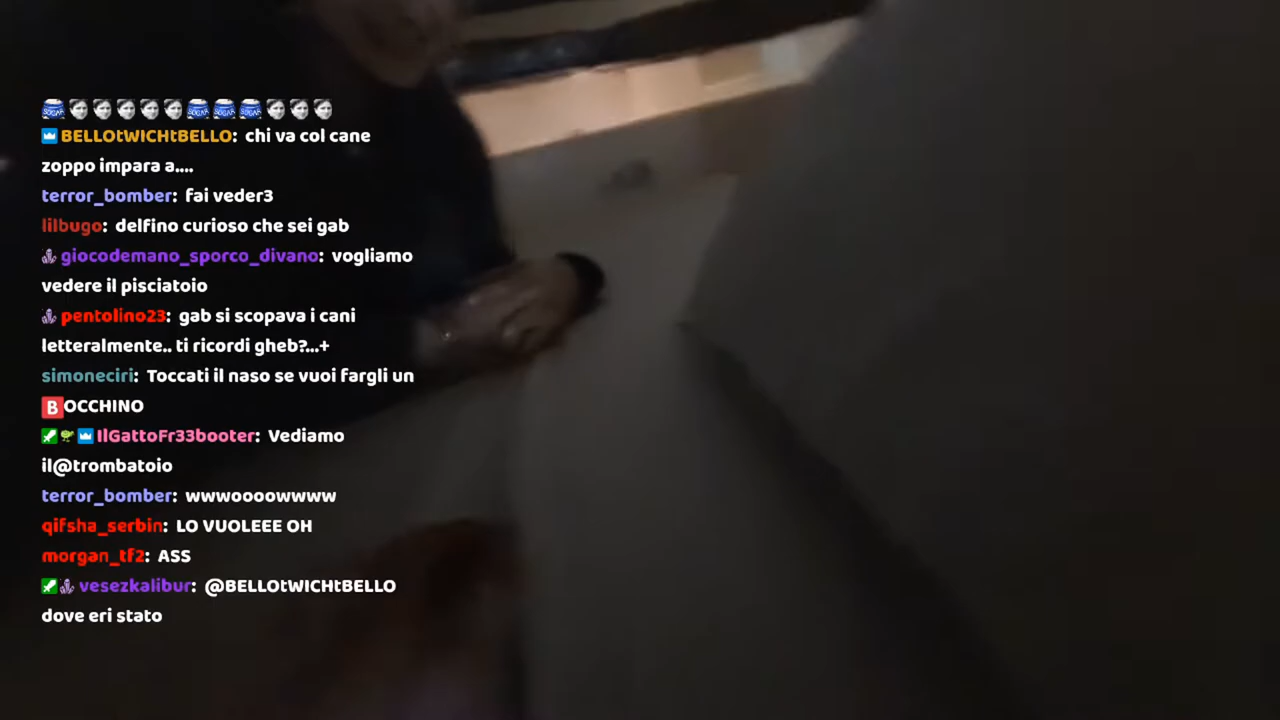 BELLOtWICHtBELLO: chi va col cane
zoppo impara a....
terror_bomber: fai veder3
lilbugo: delfino curioso che sei gab
giocodemano_sporco_divano: vogliamo
vedere il pisciatoio
pentolino23: gab si scopava i cani
letteralmente.. ti ricordi gheb?...+
simoneciri: Toccati il naso se vuoi fargli un
BOCCHINO
IlGattoFr33booter: Vediamo
il@trombatoio
terror_bomber: wwwoooowwww
qifsha_serbin: LO VUOLEEE OH
morgan_tf2: ASS
vesezkalibur: @BELLOtWICHtBELLO
dove eri stato